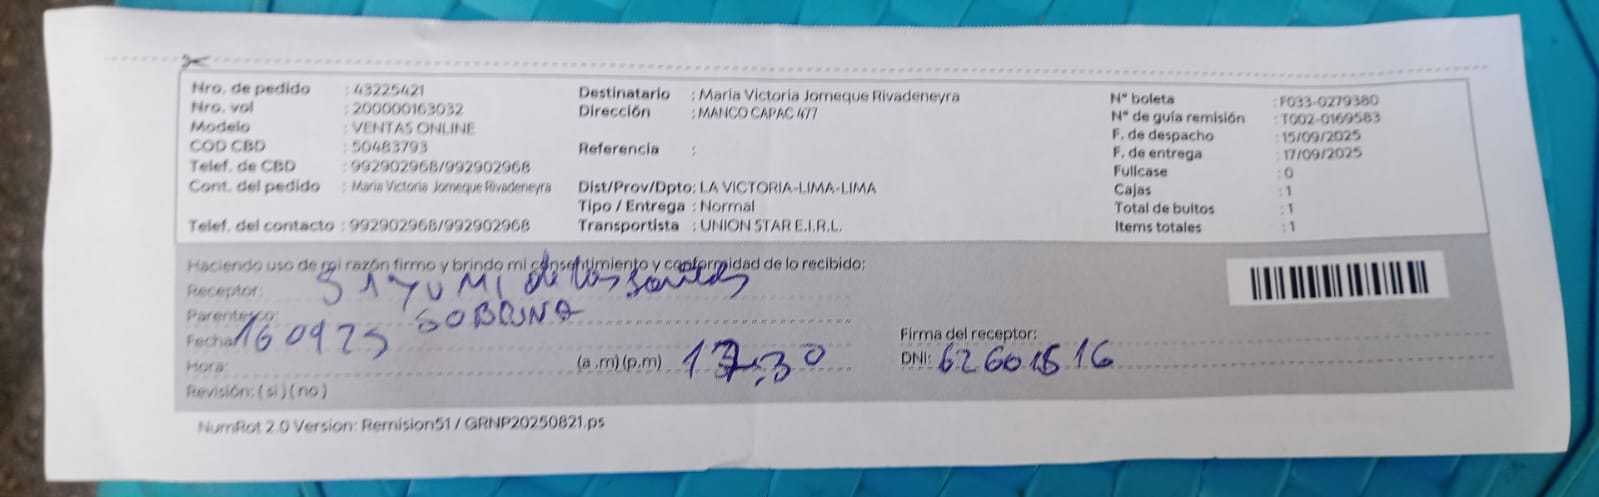 Nro. de pedido : 43225421
Nro. vol : 200000163032
Modelo : VENTAS ONLINE
COD CBD : 50483793
Telef. de CBD : 992902968/992902968
Cont. del pedido : Maria Victoria Jomeque Rivadeneyra
Telef. del contacto : 992902968/992902968
Destinatario : Maria Victoria Jomeque Rivadeneyra
Dirección : MANCO CAPAC 477
Referencia :
Dist/Prov/Dpto: LA VICTORIA-LIMA-LIMA
Tipo / Entrega : Normal
Transportista : UNION STAR E.I.R.L.
N° boleta : F033-0279380
N° de guía remisión : T002-0169583
F. de despacho : 15/09/2025
F. de entrega : 17/09/2025
Fullcase : 0
Cajas : 1
Total de bultos : 1
Items totales : 1
Haciendo uso de mi razón firmo y brindo mi consentimiento y conformidad de lo recibido:
Receptor: SAYUMI de los santos
Parentesco: SOBRINA
Fecha: 160925
Hora: (a.m) (p.m) 17:30
Revisión: ( si ) ( no )
Firma del receptor:
DNI: 62601516
NumRot 2.0 Version: Remision51 / GRNP20250821.ps